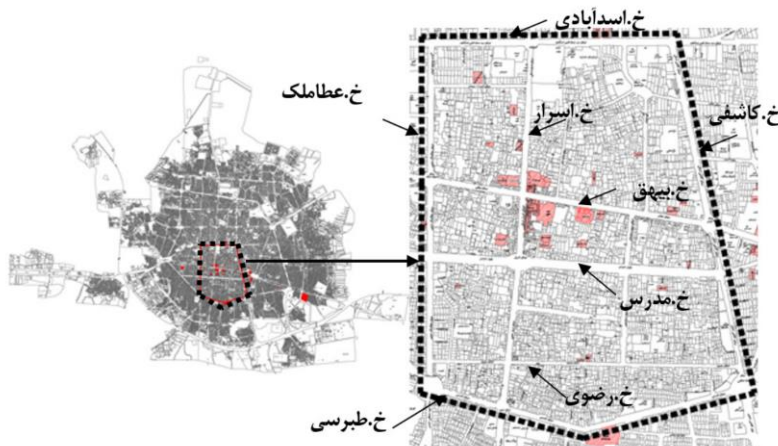 خ.اسدآبادی
خ.عطاملک
خ.اسرار
خ.کاشفی
خ.بیهق
خ.مدرس
خ.رضوی
خ.طبرسی